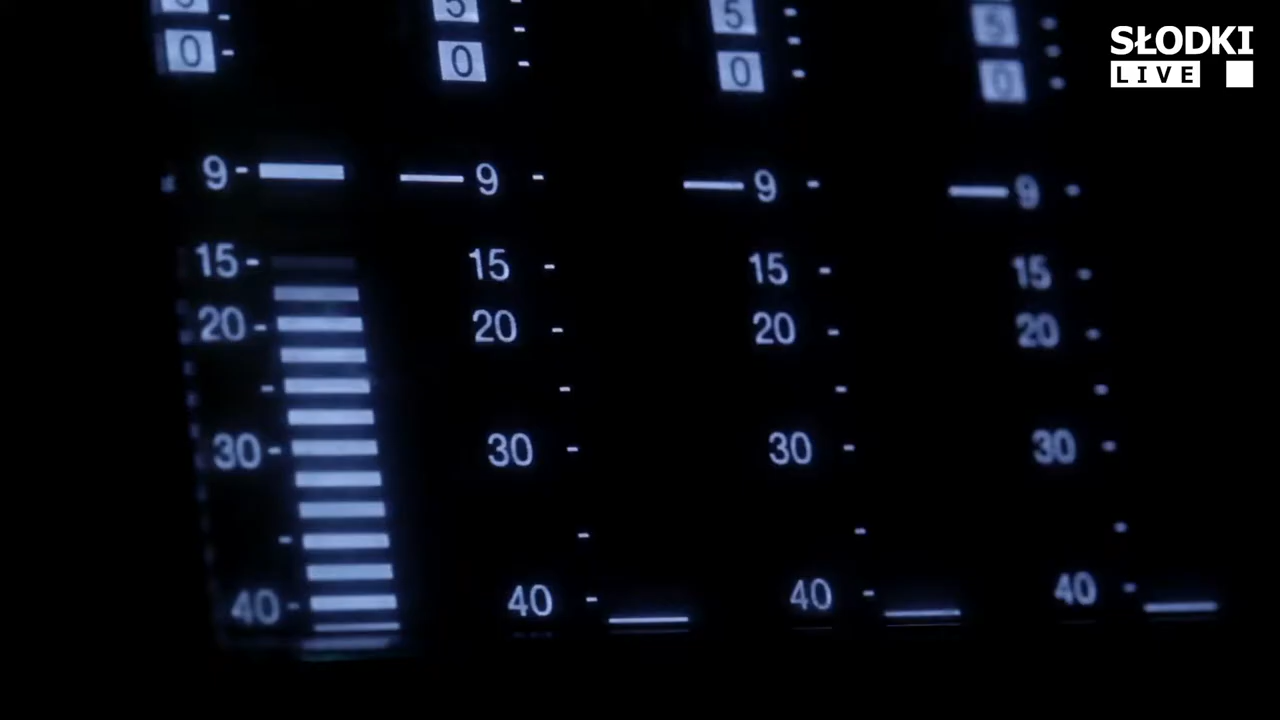 5 5 5 5
0 0 0 0
SŁODKI
LIVE
9 9 9 9
15 15 15 15
20 20 20 20
30 30 30 30
40 40 40 40